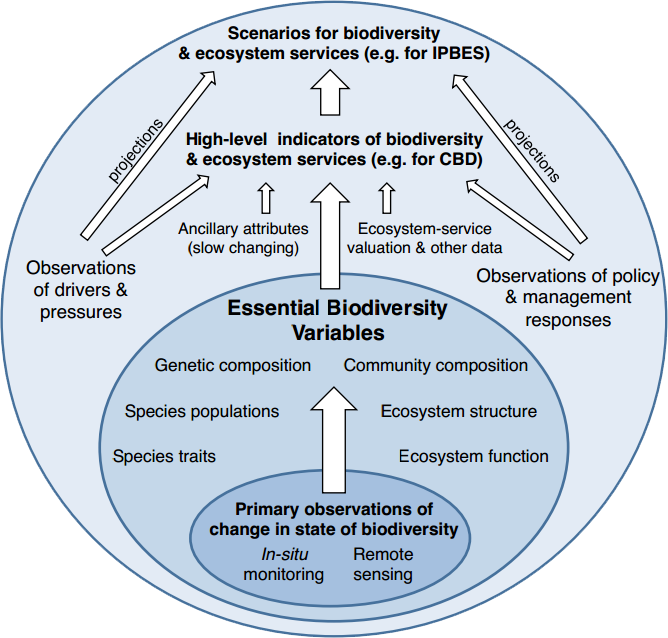 Scenarios for biodiversity
& ecosystem services (e.g. for IPBES)
projections
projections
High-level indicators of biodiversity
& ecosystem services (e.g. for CBD)
Ancillary attributes
(slow changing)
Ecosystem-service
valuation & other data
Observations
of drivers &
pressures
Observations of policy
& management
responses
Essential Biodiversity
Variables
Genetic composition
Community composition
Species populations
Ecosystem structure
Species traits
Ecosystem function
Primary observations of
change in state of biodiversity
In-situ
monitoring
Remote
sensing